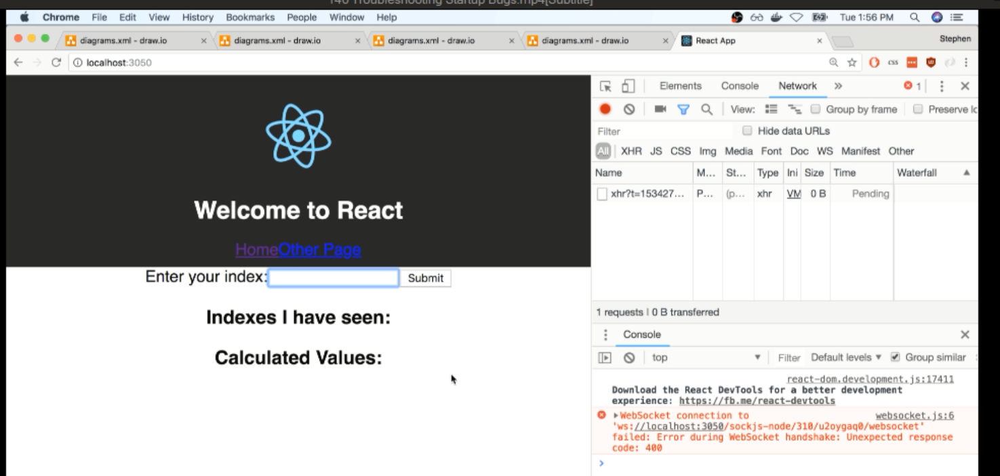 140 Troubleshooting Startup Bugs.mp4[Subtitle]
Chrome File Edit View History Bookmarks People Window Help Tue 1:56 PM
diagrams.xml - draw.io × diagrams.xml - draw.io × diagrams.xml - draw.io × diagrams.xml - draw.io × React App × Stephen
localhost:3050 css
Elements Console Network » 1
View: Group by frame Preserve lo
Filter Hide data URLs
All XHR JS CSS Img Media Font Doc WS Manifest Other
Name M... St... Type Ini Size Time Waterfall
xhr?t=153427... P... (p... xhr VM 0 B Pending
Welcome to React
HomeOther Page
Enter your index: Submit
Indexes I have seen:
Calculated Values:
1 requests | 0 B transferred
Console
top Filter Default levels Group similar
react-dom.development.js:17411
Download the React DevTools for a better development
experience: https://fb.me/react-devtools
WebSocket connection to websocket.js:6
'ws://localhost:3050/sockjs-node/310/u2oygaq0/websocket'
failed: Error during WebSocket handshake: Unexpected response
code: 400